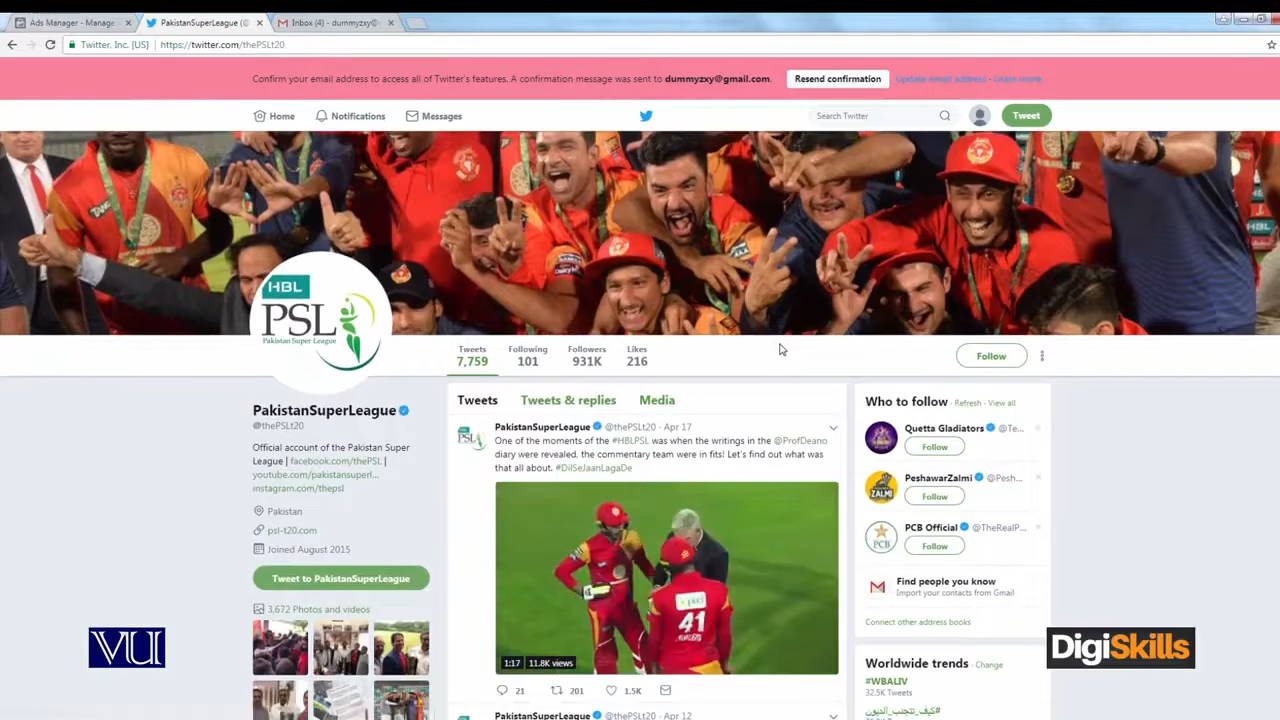 Ads Manager - Manage
PakistanSuperLeague (@
Inbox (4) - dummyzxy@
Twitter, Inc. [US] https://twitter.com/thePSLt20
Confirm your email address to access all of Twitter's features. A confirmation message was sent to dummyzxy@gmail.com.
Resend confirmation
Update email address - Learn more
Home Notifications Messages
Search Twitter
Tweet
HBL
PSL
Pakistan Super League
Tweets Following Followers Likes
7,759 101 931K 216
Follow
PakistanSuperLeague
@thePSLt20
Official account of the Pakistan Super
League | facebook.com/thePSL |
youtube.com/pakistansuperl...
instagram.com/thepsl
Pakistan
psl-t20.com
Joined August 2015
Tweet to PakistanSuperLeague
3,672 Photos and videos
Tweets Tweets & replies Media
PakistanSuperLeague @thePSLt20 - Apr 17
One of the moments of the #HBLPSL was when the writings in the @ProfDeano
diary were revealed, the commentary team were in fits! Let's find out what was
that all about. #DilSeJaanLagaDe
41
1:17 11.8K views
21 201 1.5K
PakistanSuperLeague @thePSLt20 - Apr 12
Who to follow - Refresh - View all
Quetta Gladiators @Te...
Follow
PeshawarZalmi @Pesh...
ZALMI
Follow
PCB Official @TheRealP...
PCB
Follow
Find people you know
Import your contacts from Gmail
Connect other address books
Worldwide trends - Change
#WBALIV
32.5K Tweets
#كيف_تتجنب_الديون
VU
DigiSkills